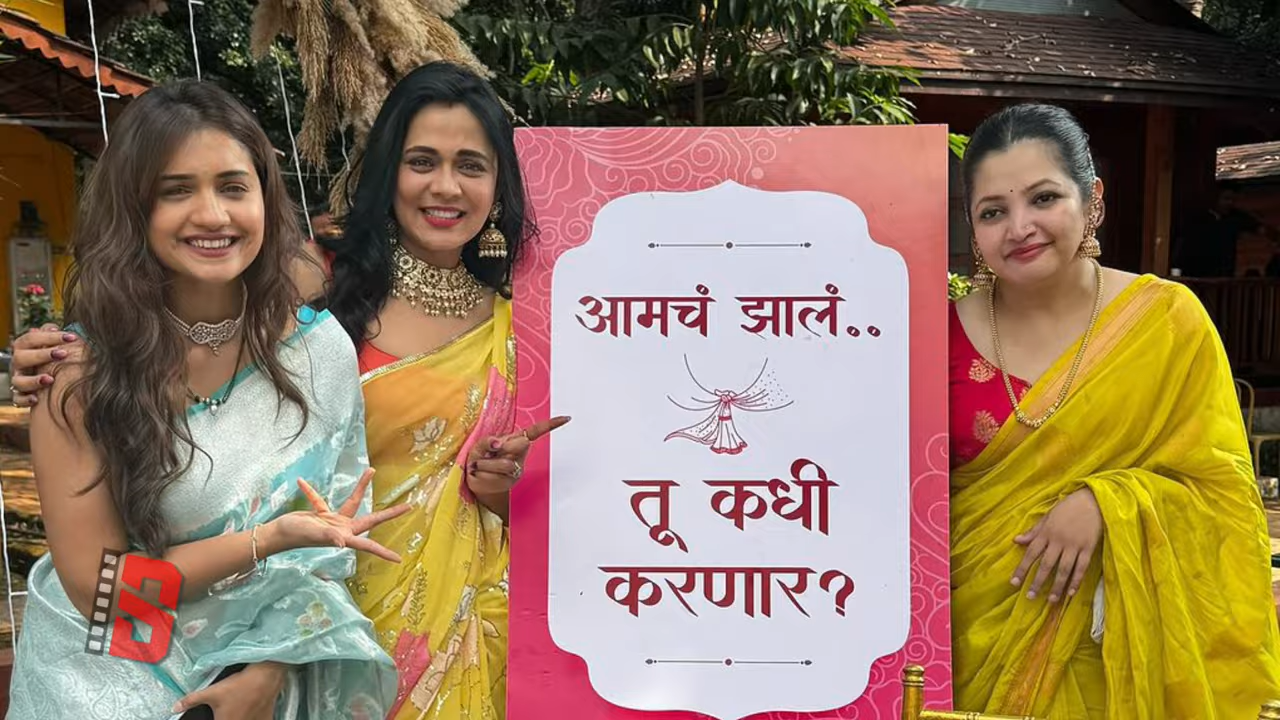 आमचं झालं..
तू कधी
करणार?